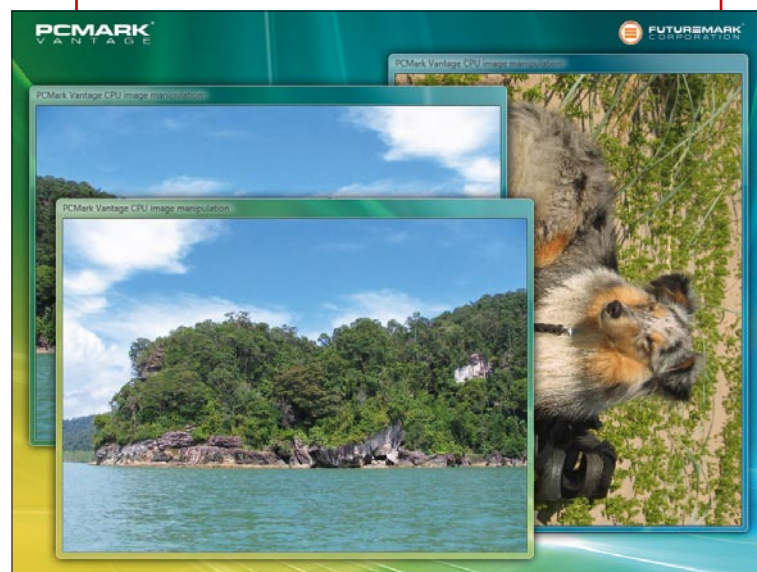 PCMARK
VANTAGE
FUTUREMARK
CORPORATION
PCMark Vantage CPU image manipulation
PCMark Vantage CPU image manipulation
PCMark Vantage CPU image manipulation